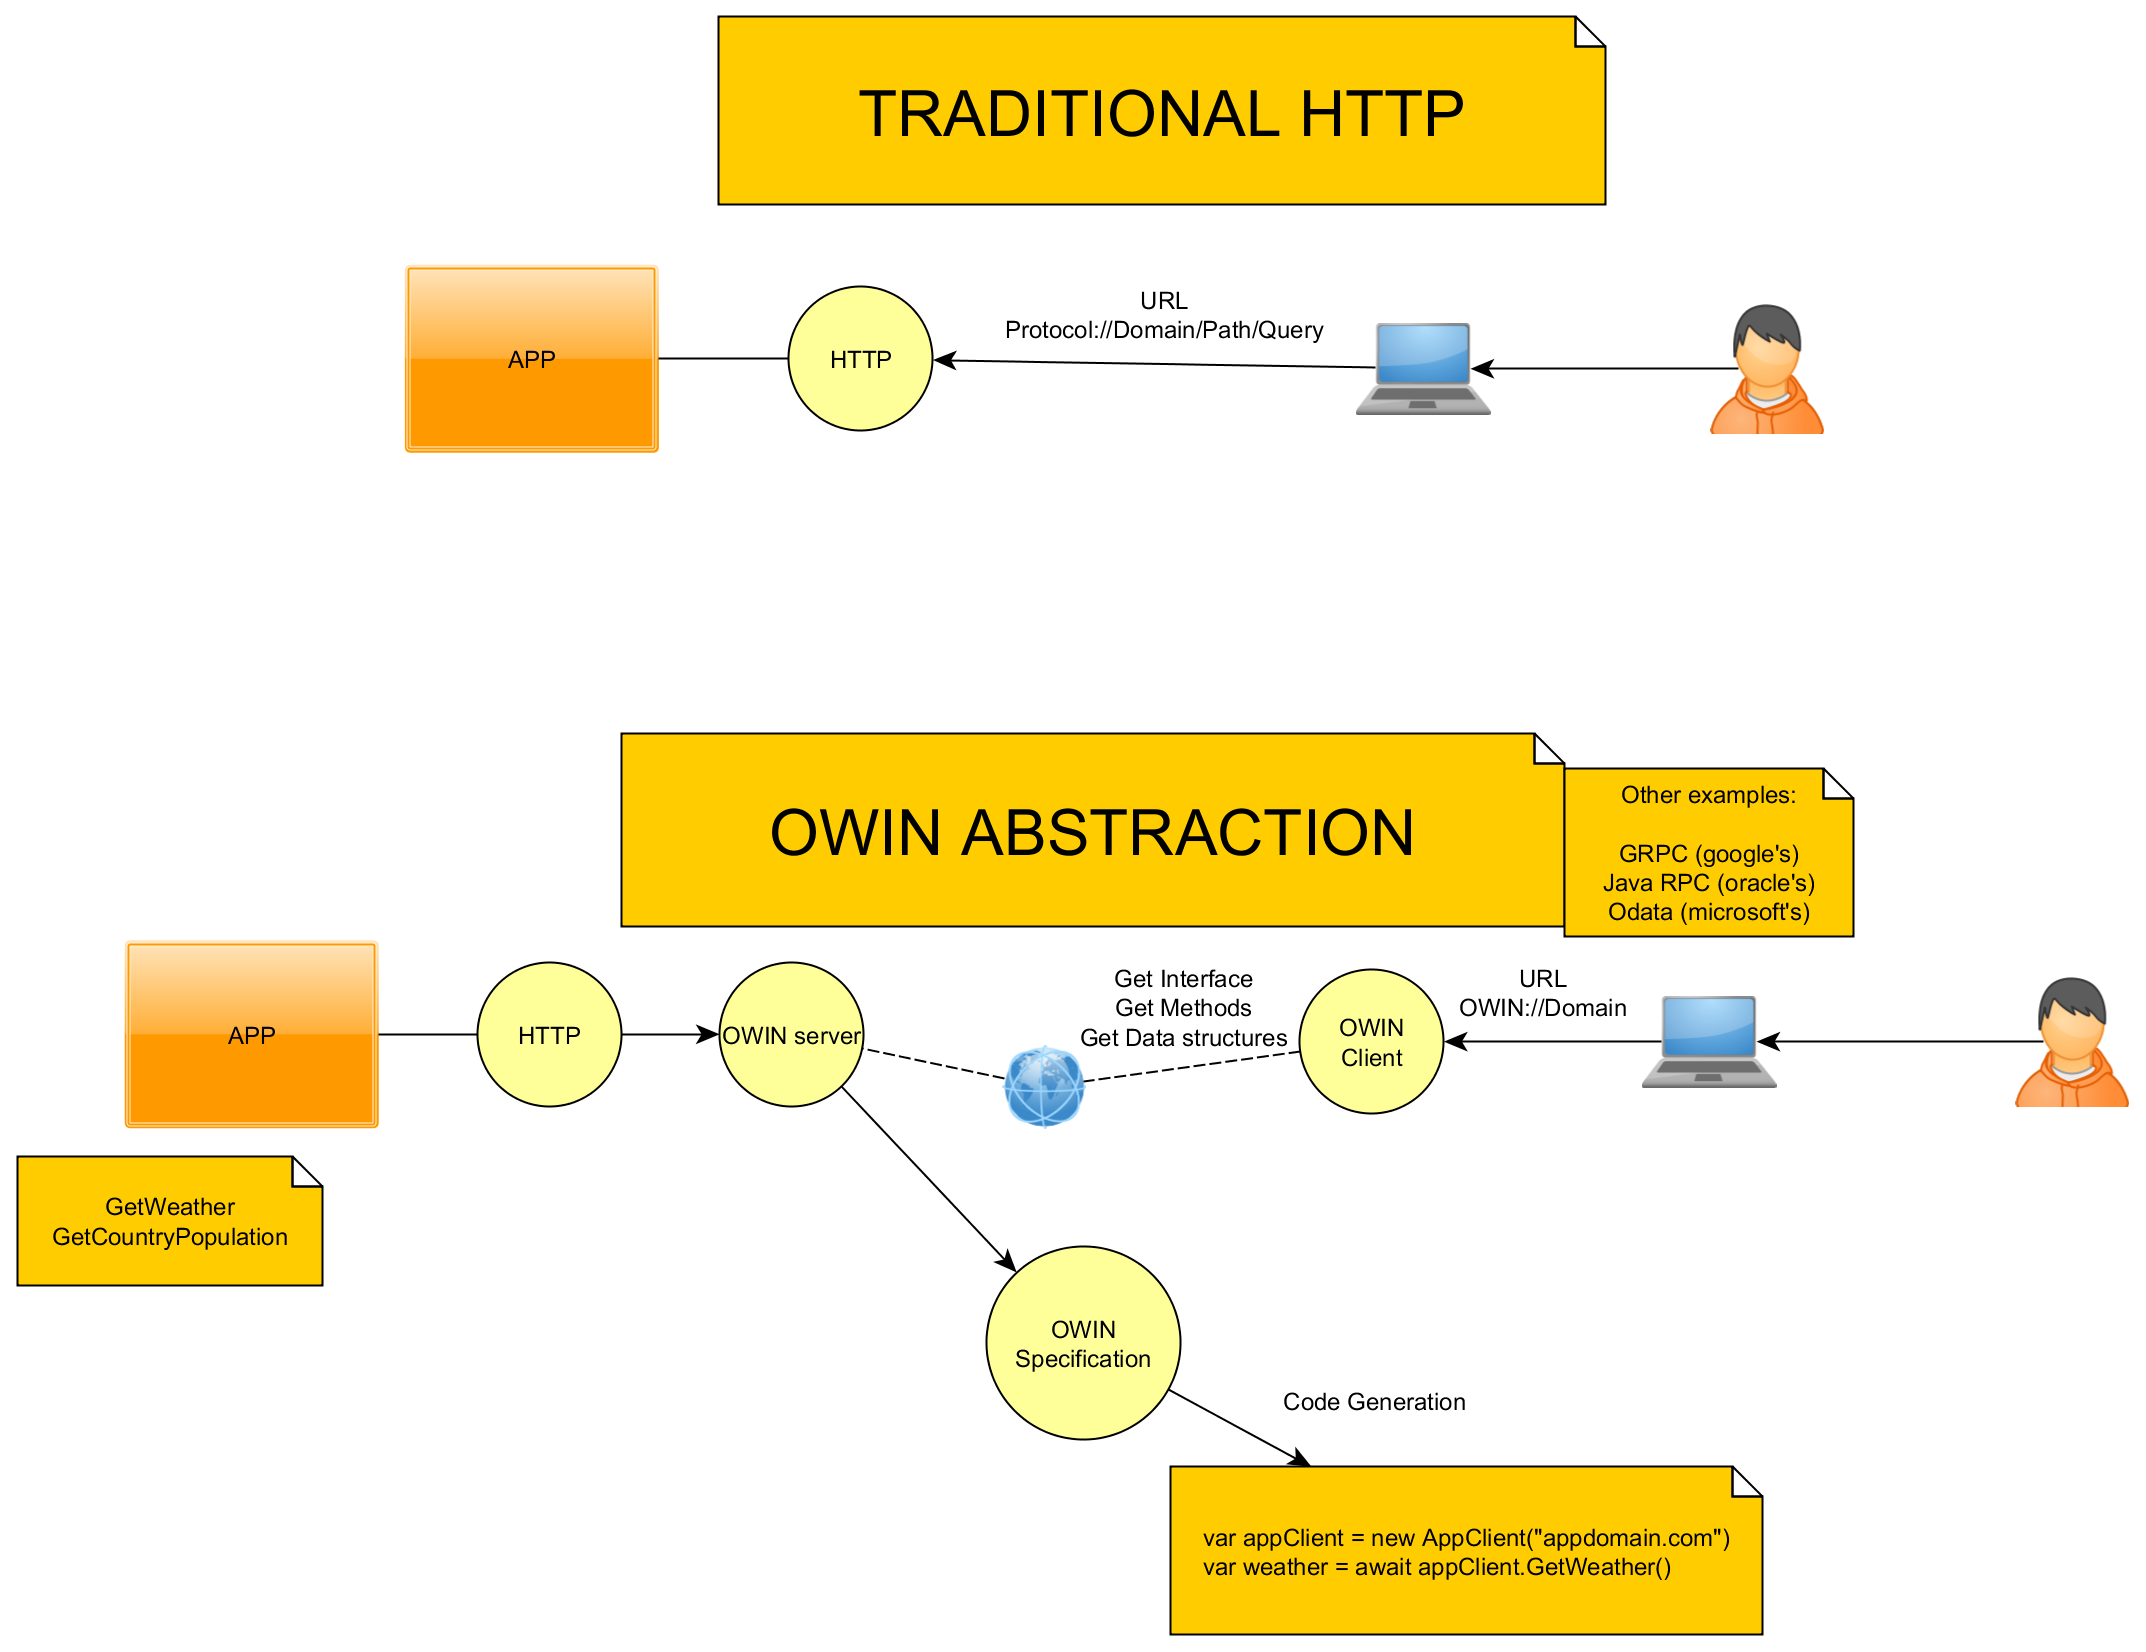 TRADITIONAL HTTP
APP
HTTP
URL
Protocol://Domain/Path/Query
OWIN ABSTRACTION
Other examples:
GRPC (google's)
Java RPC (oracle's)
Odata (microsoft's)
APP
HTTP
OWIN server
Get Interface
Get Methods
Get Data structures
OWIN
Client
URL
OWIN://Domain
GetWeather
GetCountryPopulation
OWIN
Specification
Code Generation
var appClient = new AppClient("appdomain.com")
var weather = await appClient.GetWeather()